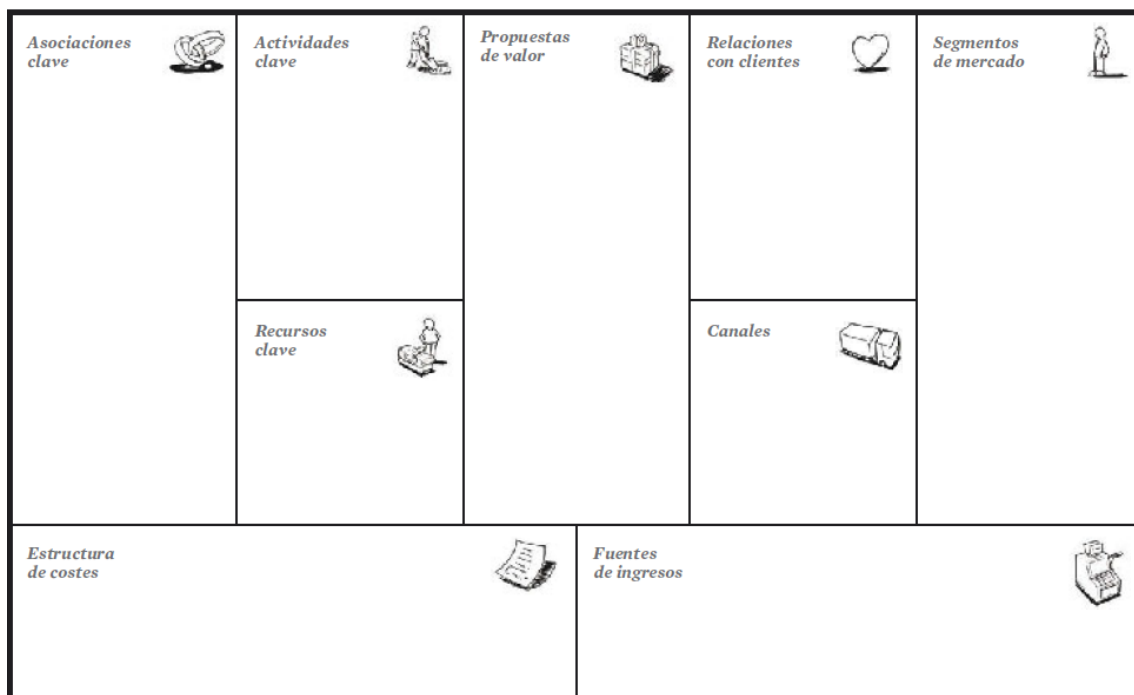 Asociaciones
clave
Actividades
clave
Propuestas
de valor
Relaciones
con clientes
Segmentos
de mercado
Recursos
clave
Canales
Estructura
de costes
Fuentes
de ingresos